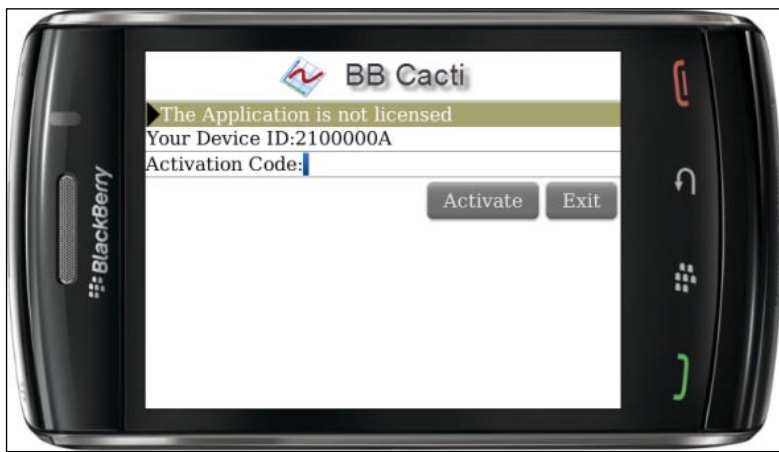 BB Cacti
The Application is not licensed
Your Device ID:2100000A
Activation Code:
Activate Exit
BlackBerry